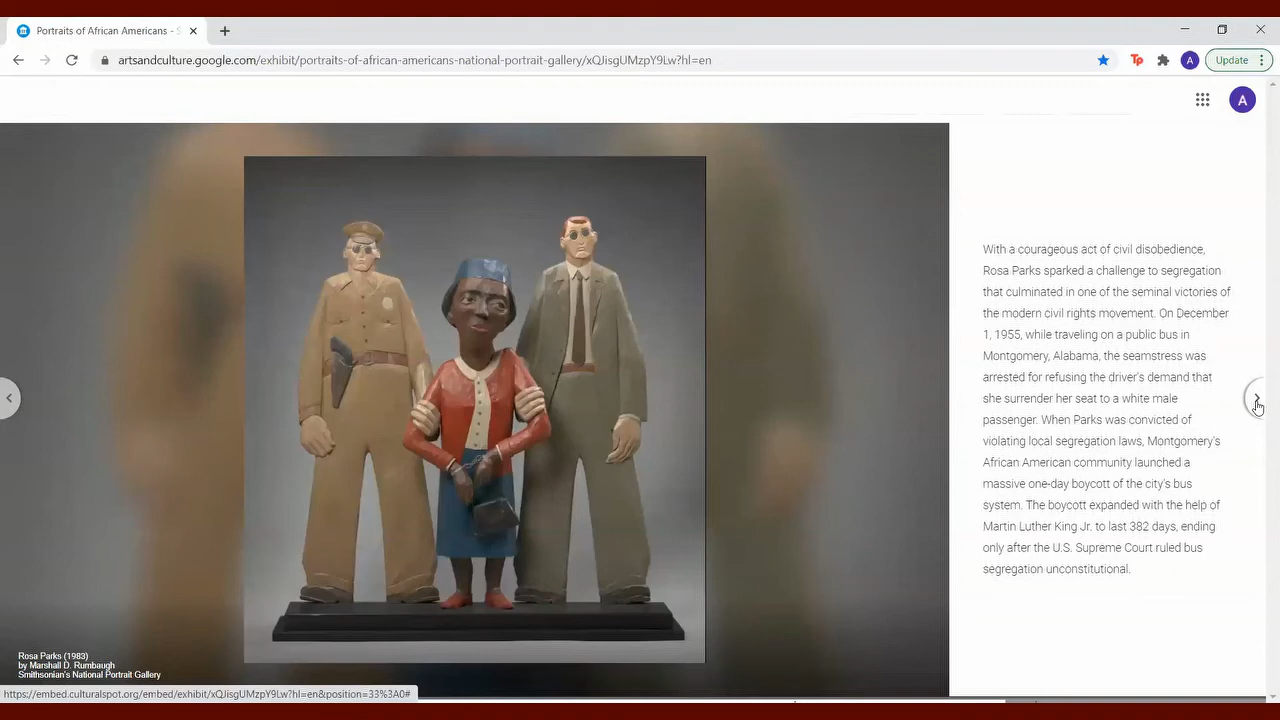 Portraits of African Americans - S
artsandculture.google.com/exhibit/portraits-of-african-americans-national-portrait-gallery/xQJisgUMzpY9Lw?hl=en
Tp
A
Update
A
With a courageous act of civil disobedience,
Rosa Parks sparked a challenge to segregation
that culminated in one of the seminal victories of
the modern civil rights movement. On December
1, 1955, while traveling on a public bus in
Montgomery, Alabama, the seamstress was
arrested for refusing the driver's demand that
she surrender her seat to a white male
passenger. When Parks was convicted of
violating local segregation laws, Montgomery's
African American community launched a
massive one-day boycott of the city's bus
system. The boycott expanded with the help of
Martin Luther King Jr. to last 382 days, ending
only after the U.S. Supreme Court ruled bus
segregation unconstitutional.
Rosa Parks (1983)
by Marshall D. Rumbaugh
Smithsonian's National Portrait Gallery
https://embed.culturalspot.org/embed/exhibit/xQJisgUMzpY9Lw?hl=en&position=33%3A0#